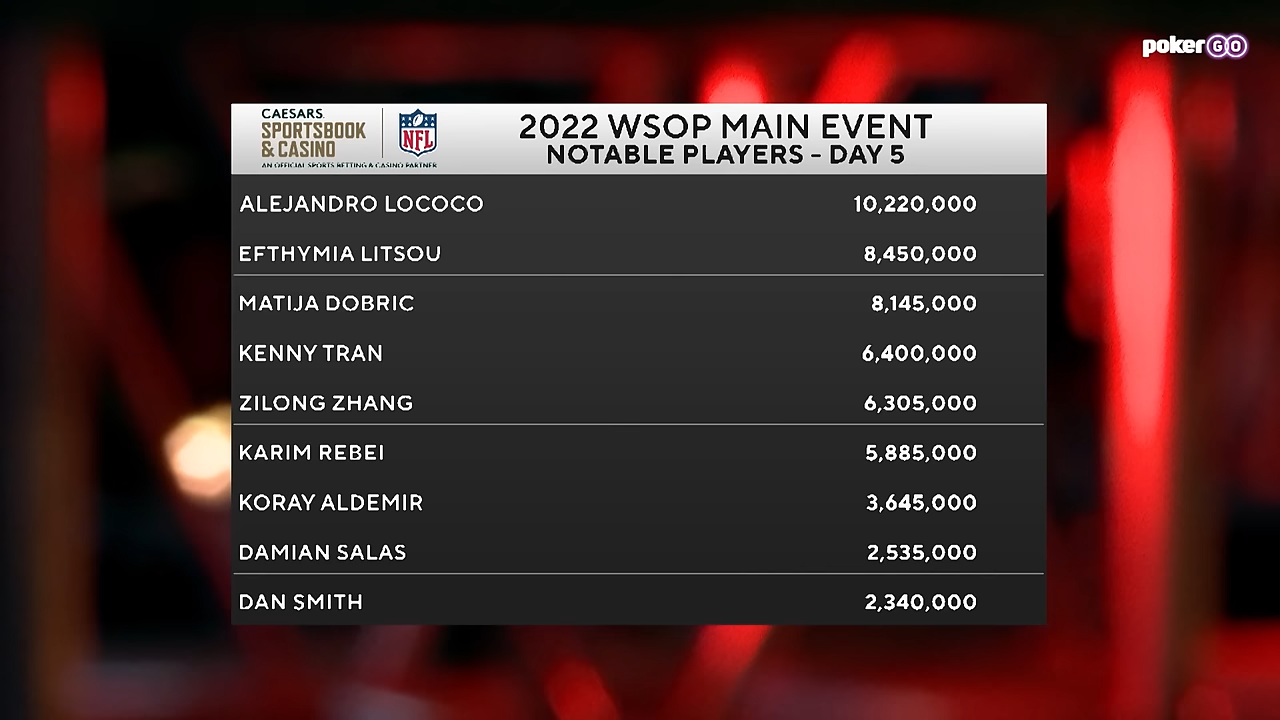 pokerGO
CAESARS
SPORTSBOOK
& CASINO
AN OFFICIAL SPORTS BETTING & CASINO PARTNER
NFL
2022 WSOP MAIN EVENT
NOTABLE PLAYERS - DAY 5
ALEJANDRO LOCOCO 10,220,000
EFTHYMIA LITSOU 8,450,000
MATIJA DOBRIC 8,145,000
KENNY TRAN 6,400,000
ZILONG ZHANG 6,305,000
KARIM REBEI 5,885,000
KORAY ALDEMIR 3,645,000
DAMIAN SALAS 2,535,000
DAN SMITH 2,340,000